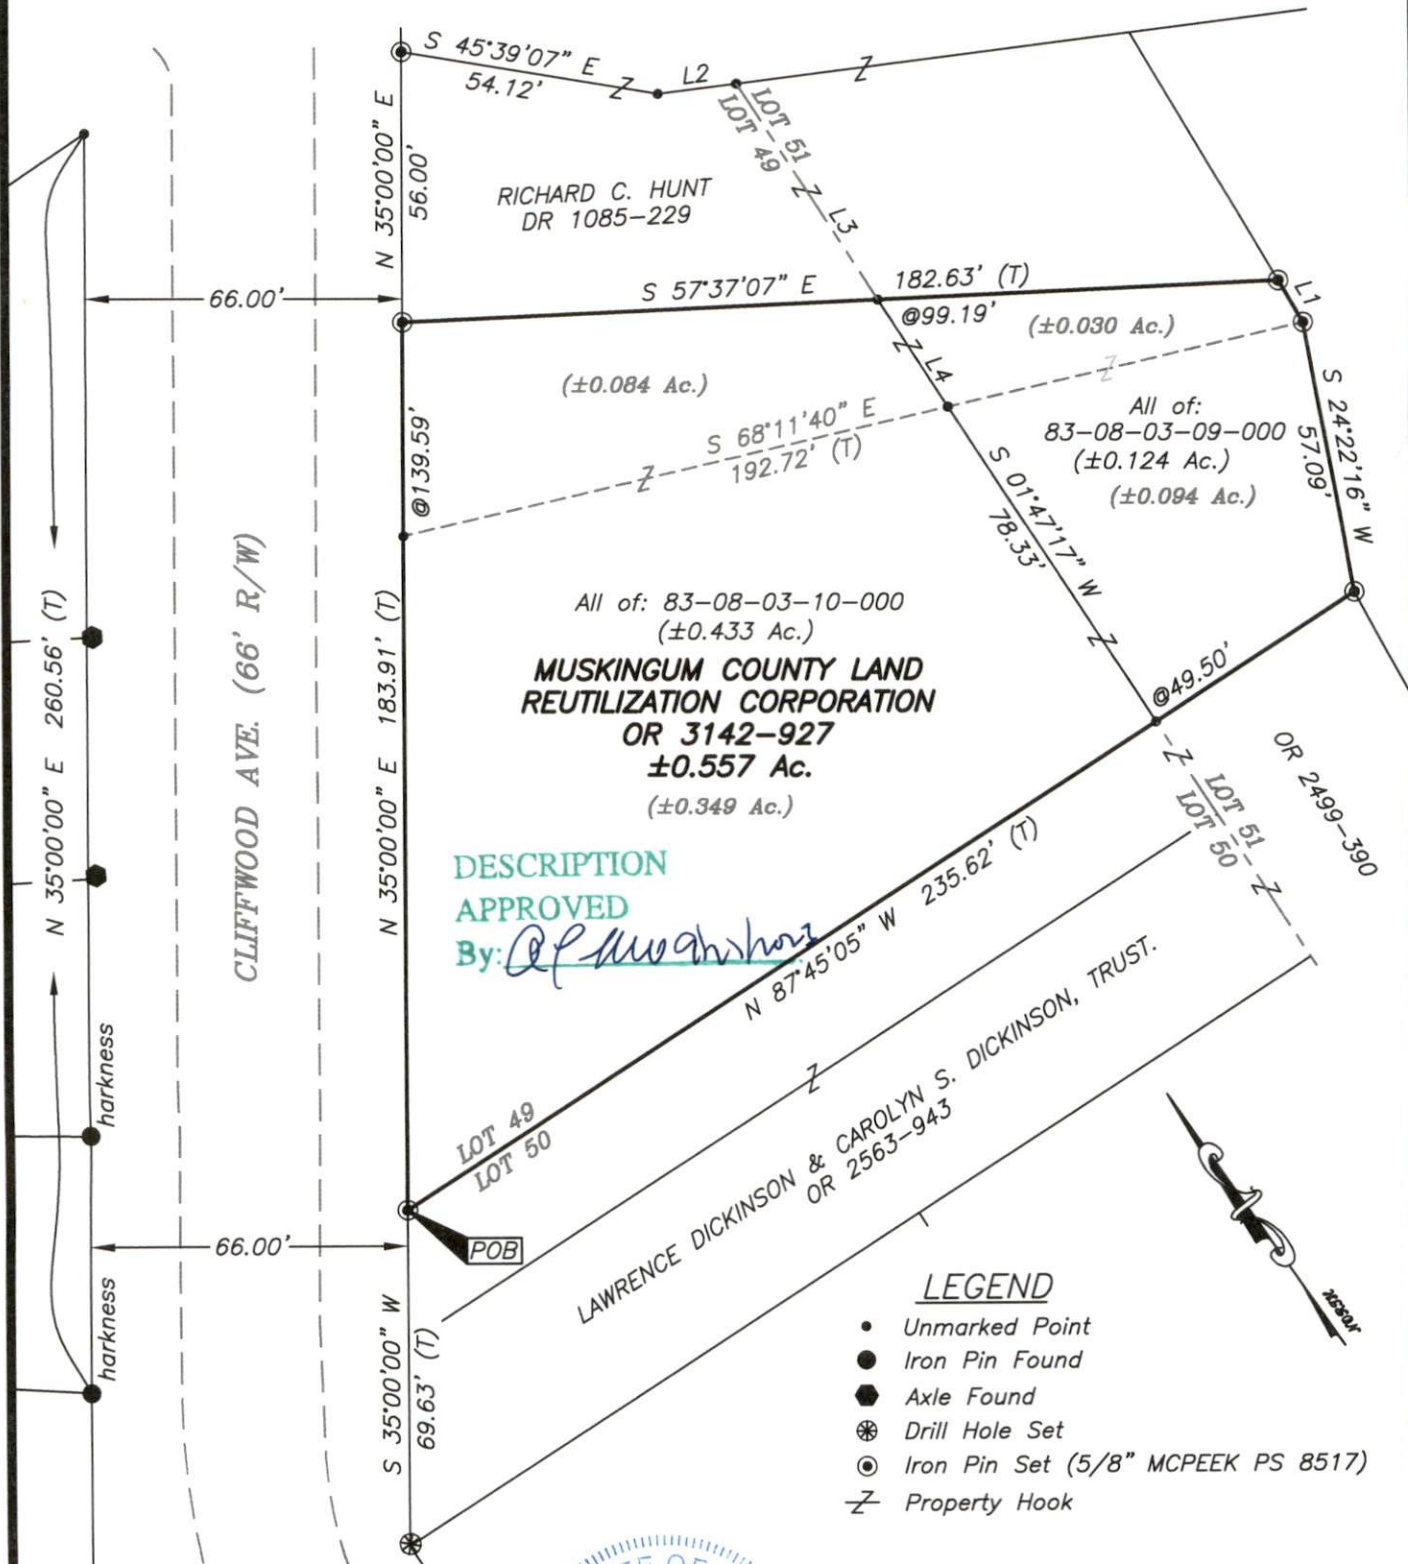 S 45°39'07" E
54.12'
L2
Z
Z
LOT 51
LOT 49
N 35°00'00" E
56.00'
RICHARD C. HUNT
DR 1085-229
Z
L3
66.00'
S 57°37'07" E
182.63' (T)
@99.19'
L1
(±0.030 Ac.)
Z
L4
(±0.084 Ac.)
Z
@139.59'
S 68°11'40" E
192.72' (T)
Z
All of:
83-08-03-09-000
(±0.124 Ac.)
(±0.094 Ac.)
S 24°22'16" W
57.09'
S 01°47'17" W
78.33'
Z
CLIFFWOOD AVE. (66' R/W)
N 35°00'00" E 260.56' (T)
N 35°00'00" E 183.91' (T)
All of: 83-08-03-10-000
(±0.433 Ac.)
MUSKINGUM COUNTY LAND
REUTILIZATION CORPORATION
OR 3142-927
±0.557 Ac.
(±0.349 Ac.)
@49.50'
Z
LOT 51
LOT 50
Z
OR 2499-390
DESCRIPTION
APPROVED
By:
N 87°45'05" W 235.62' (T)
harkness
Z
LOT 49
LOT 50
LAWRENCE DICKINSON & CAROLYN S. DICKINSON, TRUST.
OR 2563-943
66.00'
POB
harkness
S 35°00'00" W
69.63' (T)
LEGEND
Unmarked Point
Iron Pin Found
Axle Found
Drill Hole Set
Iron Pin Set (5/8" MCPEEK PS 8517)
Z Property Hook